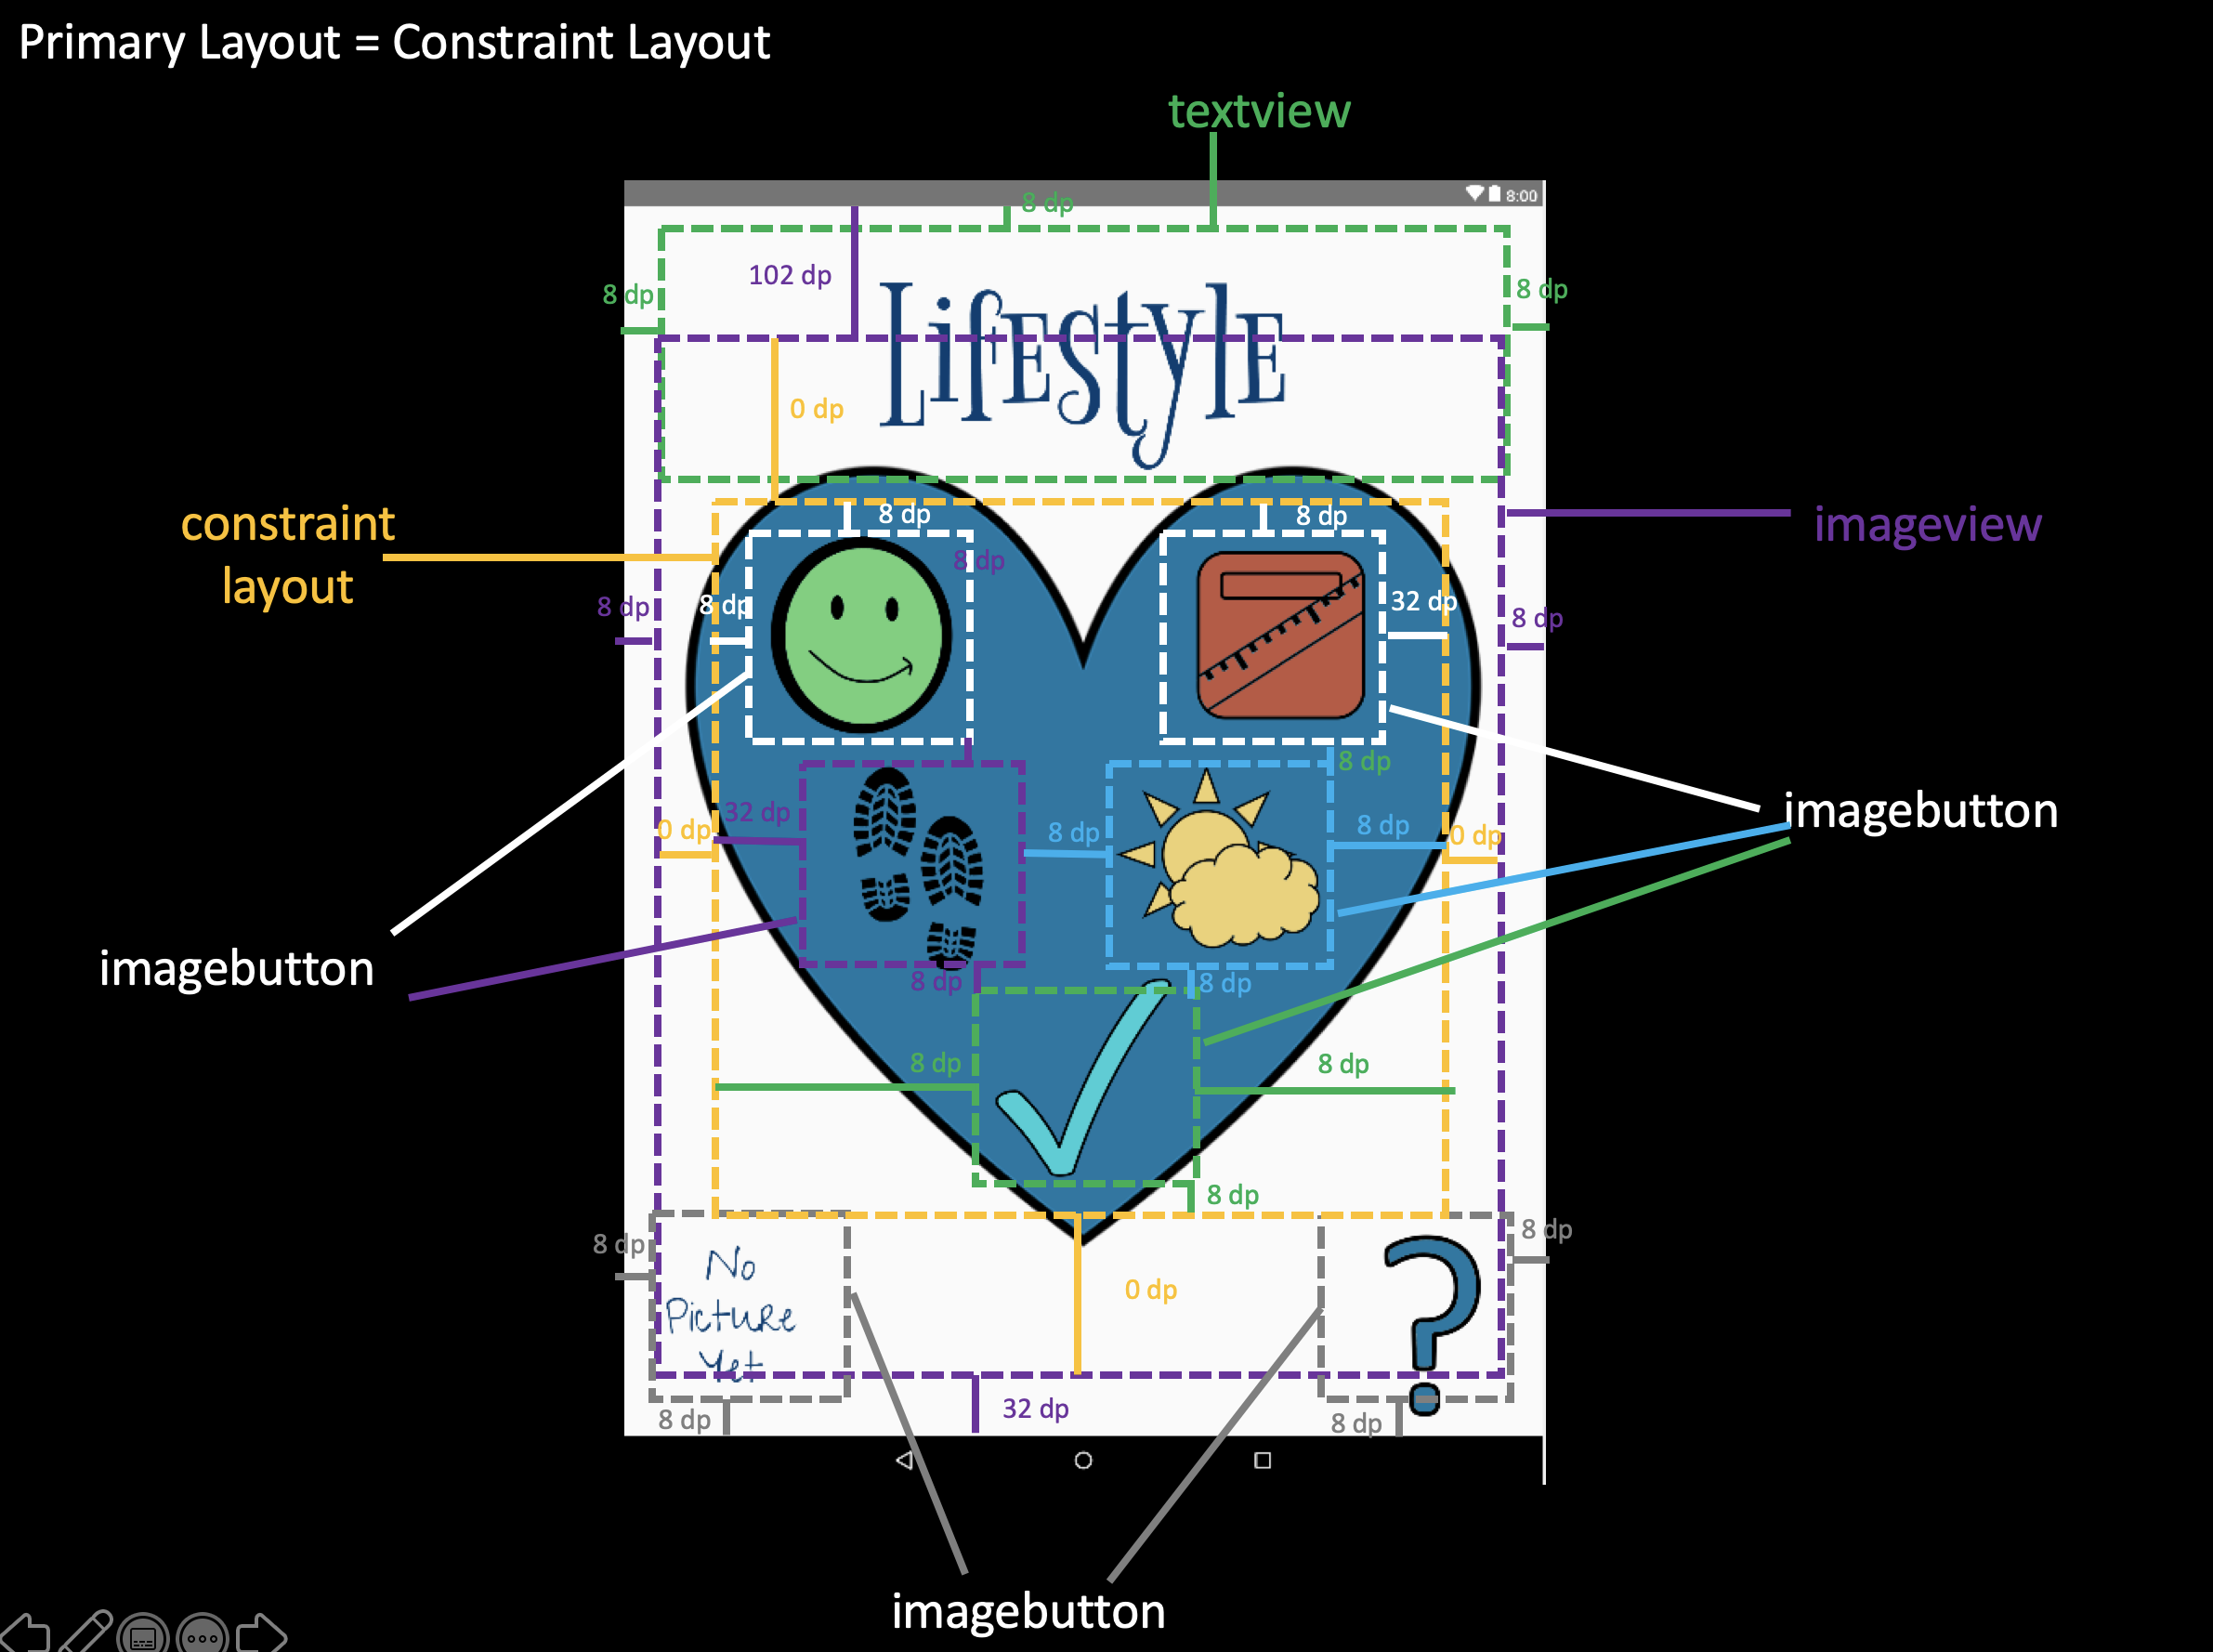 Primary Layout = Constraint Layout
textview
8 dp
8:00
102 dp
8 dp
8 dp
Lifestyle
0 dp
constraint
layout
imageview
8 dp
8 dp
8 dp
8 dp
8 dp
32 dp
8 dp
8 dp
imagebutton
32 dp
0 dp
8 dp
8 dp
0 dp
imagebutton
8 dp
8 dp
8 dp
8 dp
8 dp
8 dp
8 dp
No
Picture
Yet
0 dp
?
32 dp
8 dp
8 dp
imagebutton